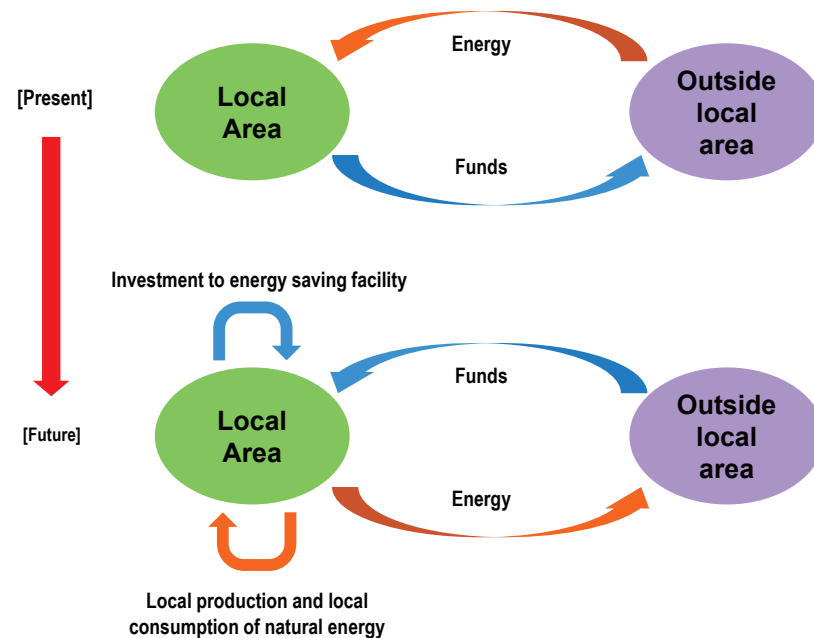 Energy
[Present]
Local
Area
Outside
local
area
Funds
Investment to energy saving facility
Funds
[Future]
Local
Area
Outside
local
area
Energy
Local production and local
consumption of natural energy